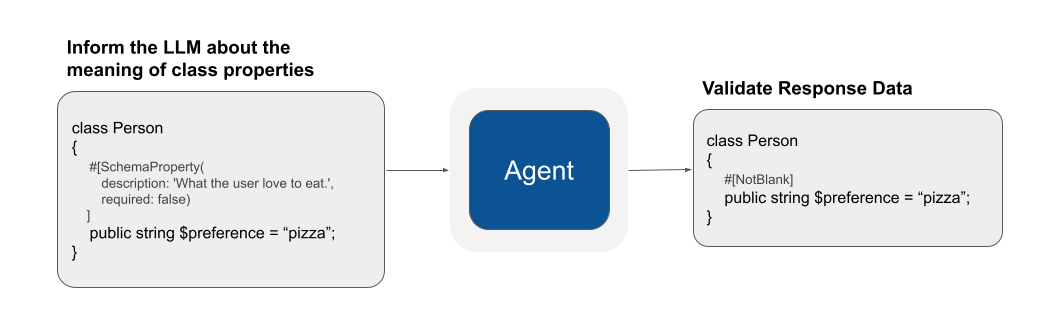 Inform the LLM about the
meaning of class properties
class Person
{
#[SchemaProperty(
description: 'What the user love to eat.',
required: false)
]
public string $preference = “pizza”;
}
Agent
Validate Response Data
class Person
{
#[NotBlank]
public string $preference = “pizza”;
}